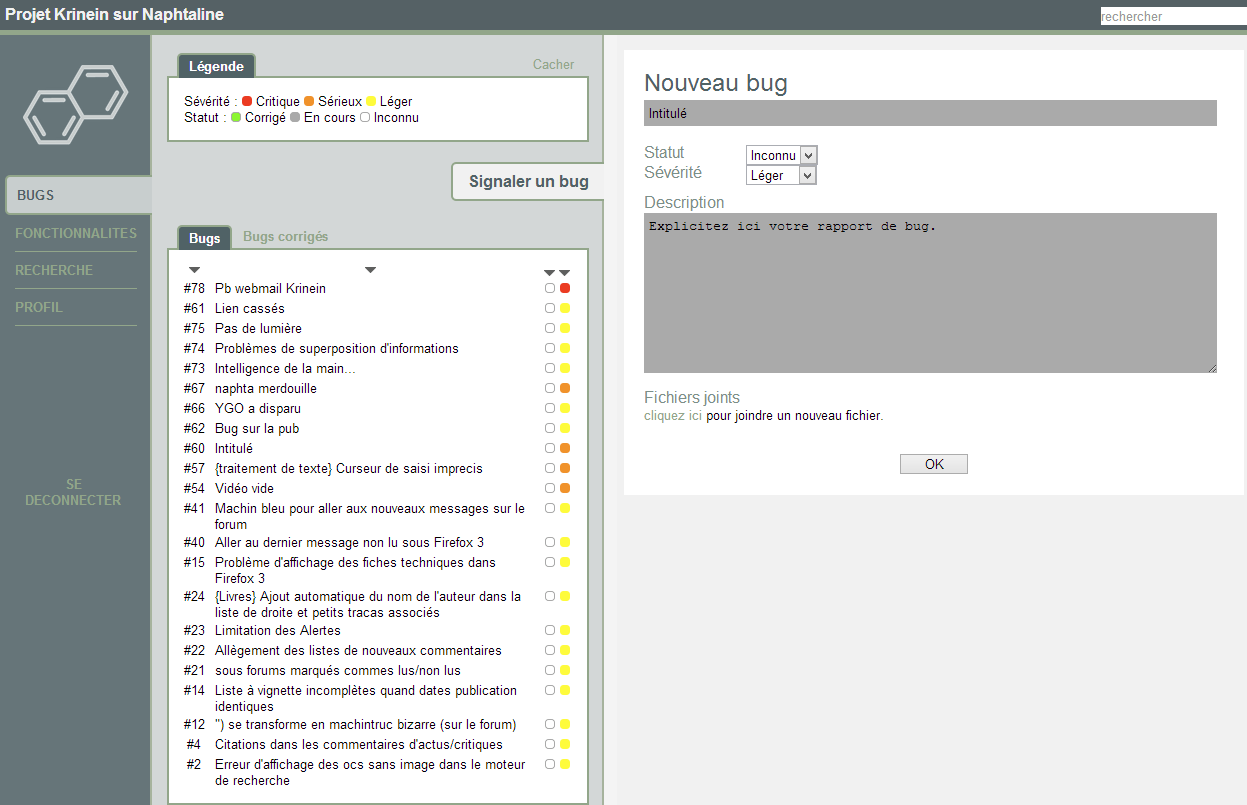 Projet Krinein sur Naphtaline
rechercher
BUGS
FONCTIONNALITES
RECHERCHE
PROFIL
SE
DECONNECTER
Légende
Cacher
Sévérité : Critique Sérieux Léger
Statut : Corrigé En cours Inconnu
Signaler un bug
Bugs
Bugs corrigés
#78 Pb webmail Krinein
#61 Lien cassés
#75 Pas de lumière
#74 Problèmes de superposition d'informations
#73 Intelligence de la main...
#67 naphta merdouille
#66 YGO a disparu
#62 Bug sur la pub
#60 Intitulé
#57 {traitement de texte} Curseur de saisi imprecis
#54 Vidéo vide
#41 Machin bleu pour aller aux nouveaux messages sur le
forum
#40 Aller au dernier message non lu sous Firefox 3
#15 Problème d'affichage des fiches techniques dans
Firefox 3
#24 {Livres} Ajout automatique du nom de l'auteur dans la
liste de droite et petits tracas associés
#23 Limitation des Alertes
#22 Allègement des listes de nouveaux commentaires
#21 sous forums marqués commes lus/non lus
#14 Liste à vignette incomplètes quand dates publication
identiques
#12 ") se transforme en machintruc bizarre (sur le forum)
#4 Citations dans les commentaires d'actus/critiques
#2 Erreur d'affichage des ocs sans image dans le moteur
de recherche
Nouveau bug
Intitulé
Statut Inconnu
Sévérité Léger
Description
Explicitez ici votre rapport de bug.
Fichiers joints
cliquez ici pour joindre un nouveau fichier.
OK